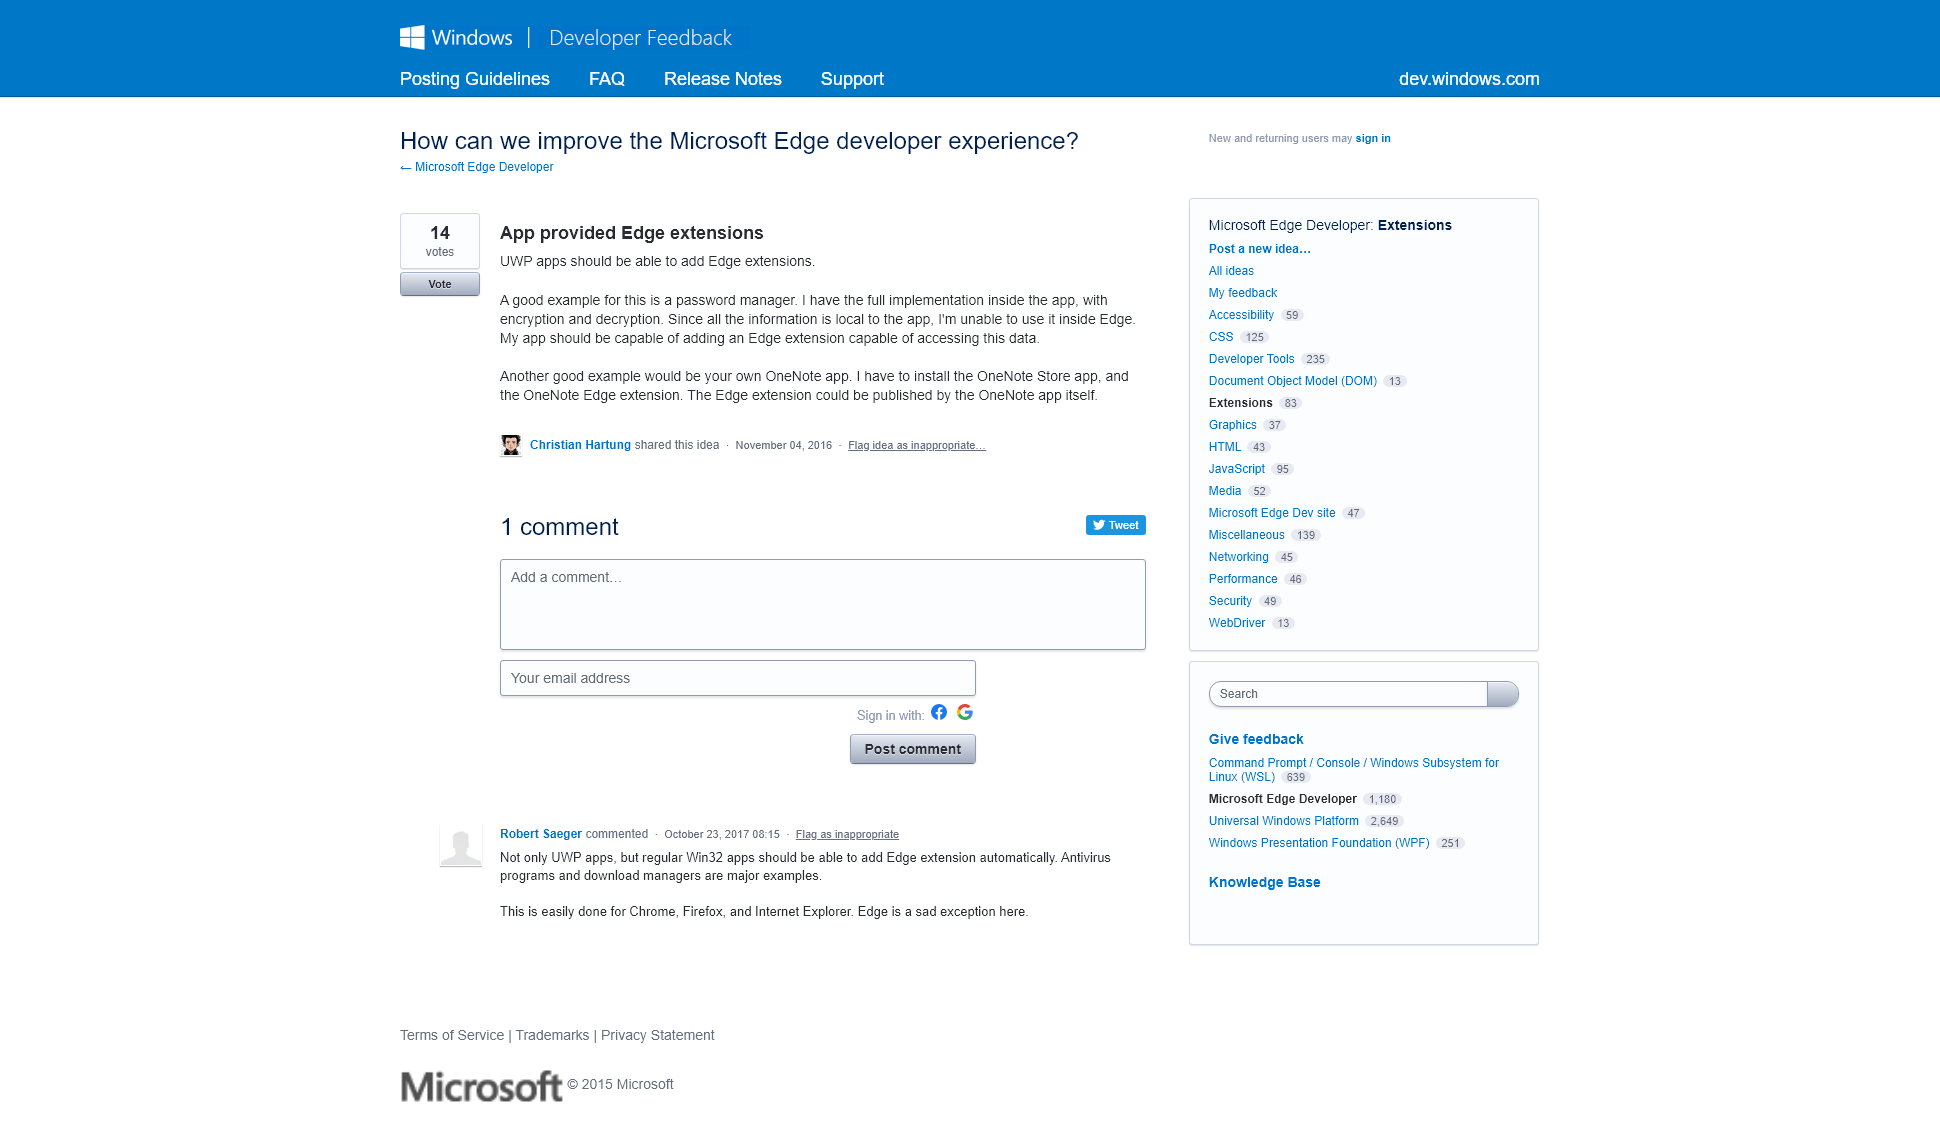 Windows | Developer Feedback
Posting Guidelines FAQ Release Notes Support dev.windows.com
How can we improve the Microsoft Edge developer experience?
← Microsoft Edge Developer
New and returning users may sign in
14
votes
Vote
App provided Edge extensions
UWP apps should be able to add Edge extensions.
A good example for this is a password manager. I have the full implementation inside the app, with
encryption and decryption. Since all the information is local to the app, I'm unable to use it inside Edge.
My app should be capable of adding an Edge extension capable of accessing this data.
Another good example would be your own OneNote app. I have to install the OneNote Store app, and
the OneNote Edge extension. The Edge extension could be published by the OneNote app itself.
Christian Hartung shared this idea · November 04, 2016 · Flag idea as inappropriate…
1 comment
Tweet
Add a comment…
Your email address
Sign in with:
Post comment
Robert Saeger commented · October 23, 2017 08:15 · Flag as inappropriate
Not only UWP apps, but regular Win32 apps should be able to add Edge extension automatically. Antivirus
programs and download managers are major examples.
This is easily done for Chrome, Firefox, and Internet Explorer. Edge is a sad exception here.
Microsoft Edge Developer: Extensions
Post a new idea…
All ideas
My feedback
Accessibility 59
CSS 125
Developer Tools 235
Document Object Model (DOM) 13
Extensions 83
Graphics 37
HTML 43
JavaScript 95
Media 52
Microsoft Edge Dev site 47
Miscellaneous 139
Networking 45
Performance 46
Security 49
WebDriver 13
Search
Give feedback
Command Prompt / Console / Windows Subsystem for
Linux (WSL) 639
Microsoft Edge Developer 1,180
Universal Windows Platform 2,649
Windows Presentation Foundation (WPF) 251
Knowledge Base
Terms of Service | Trademarks | Privacy Statement
Microsoft © 2015 Microsoft